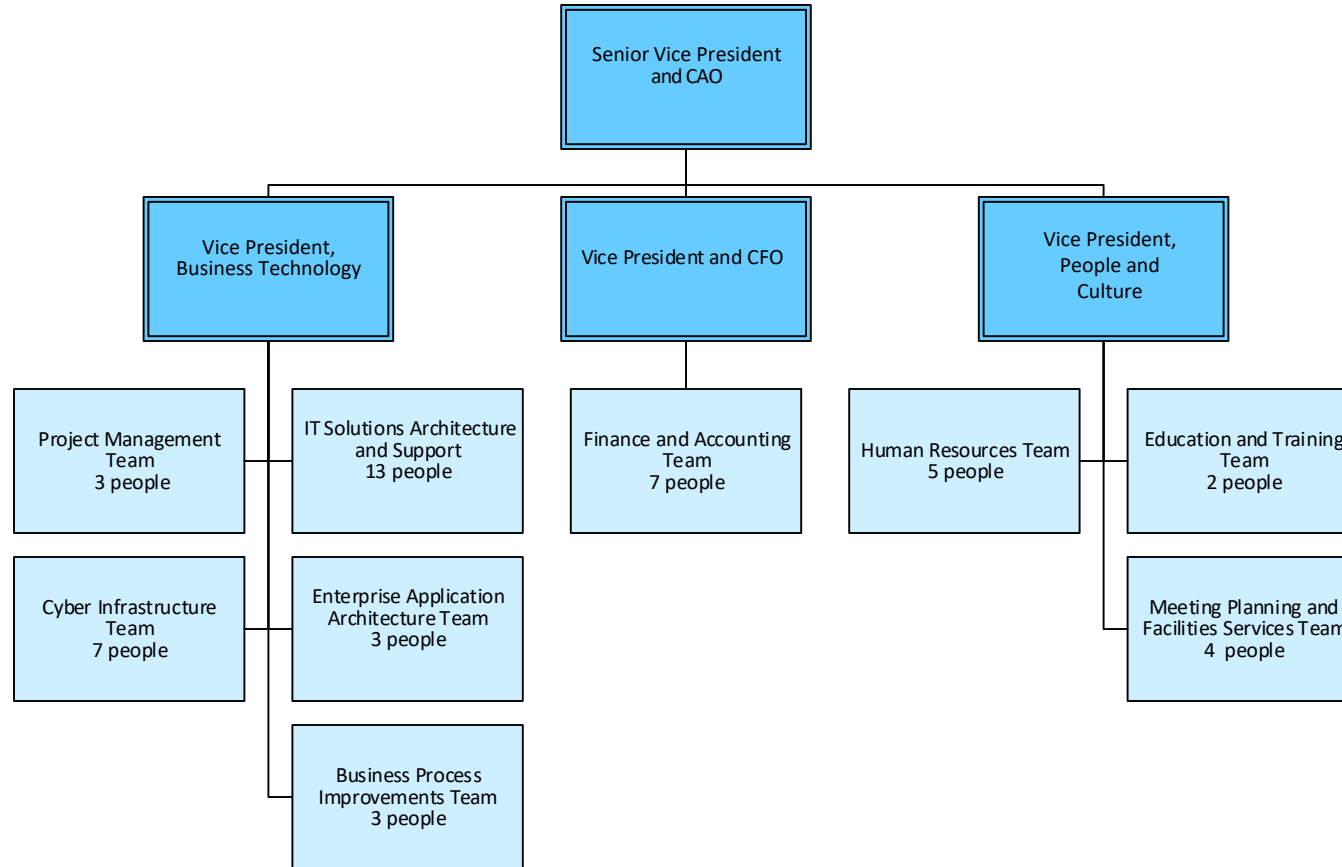 Senior Vice President
and CAO
Vice President,
Business Technology
Vice President and CFO
Vice President,
People and
Culture
Project Management
Team
3 people
IT Solutions Architecture
and Support
13 people
Finance and Accounting
Team
7 people
Human Resources Team
5 people
Education and Training
Team
2 people
Cyber Infrastructure
Team
7 people
Enterprise Application
Architecture Team
3 people
Meeting Planning and
Facilities Services Team
4 people
Business Process
Improvements Team
3 people